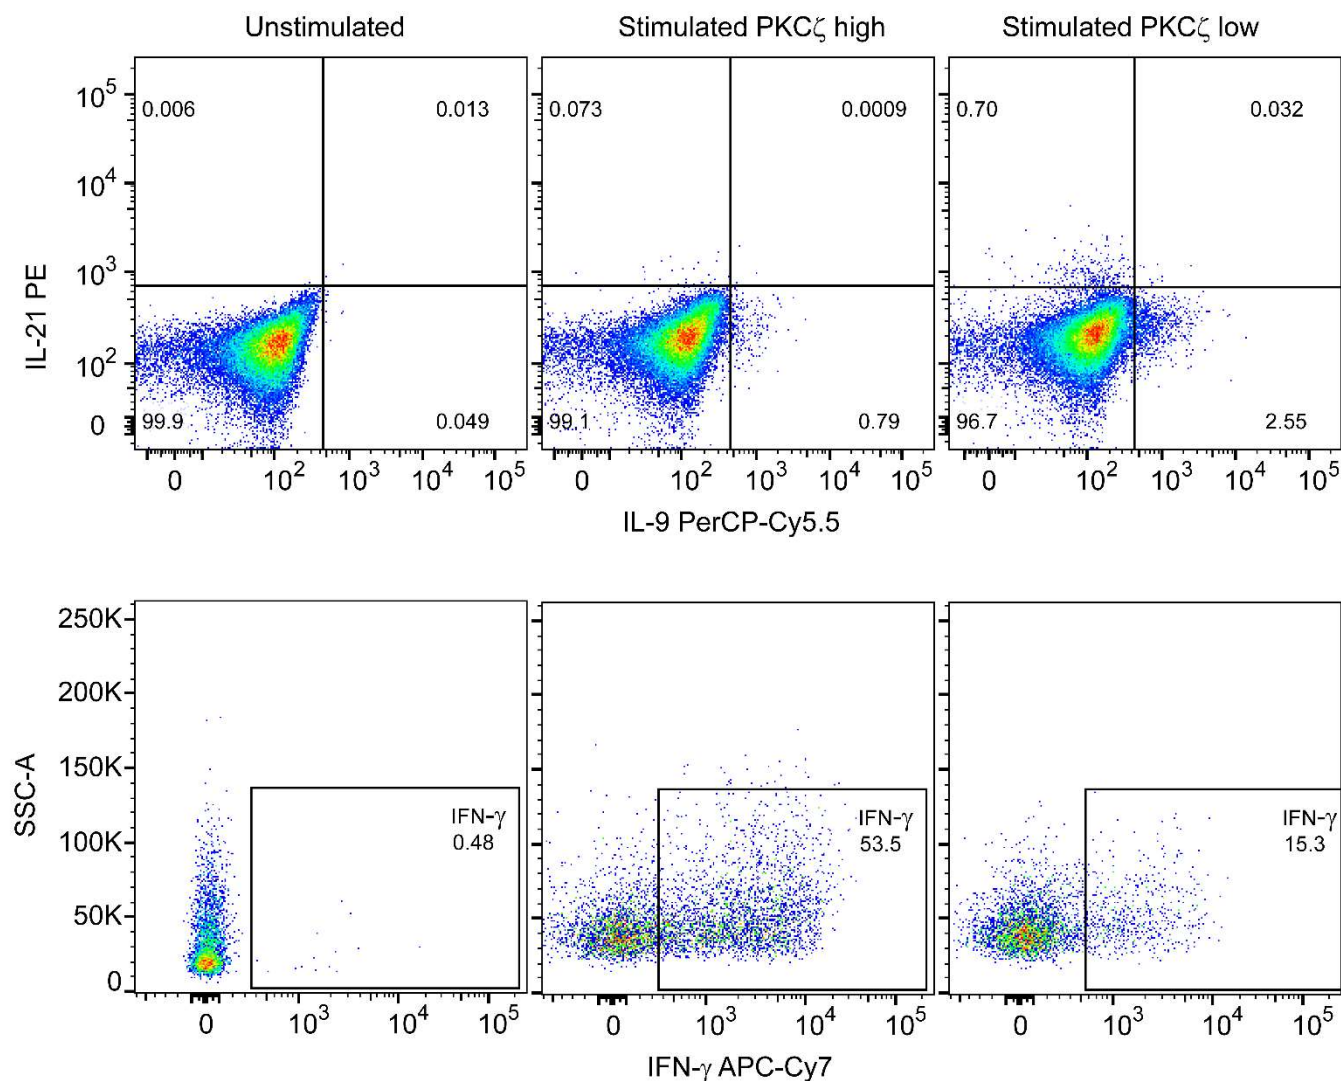 Unstimulated
Stimulated PKCζ high
Stimulated PKCζ low
IL-21 PE
10⁵
10⁴
10³
10²
0
0.006
0.013
99.9
0.049
0.073
0.0009
99.1
0.79
0.70
0.032
96.7
2.55
0 10² 10³ 10⁴ 10⁵
0 10² 10³ 10⁴ 10⁵
0 10² 10³ 10⁴ 10⁵
IL-9 PerCP-Cy5.5
SSC-A
250K
200K
150K
100K
50K
0
IFN-γ
0.48
IFN-γ
53.5
IFN-γ
15.3
0 10³ 10⁴ 10⁵
0 10³ 10⁴ 10⁵
0 10³ 10⁴ 10⁵
IFN-γ APC-Cy7